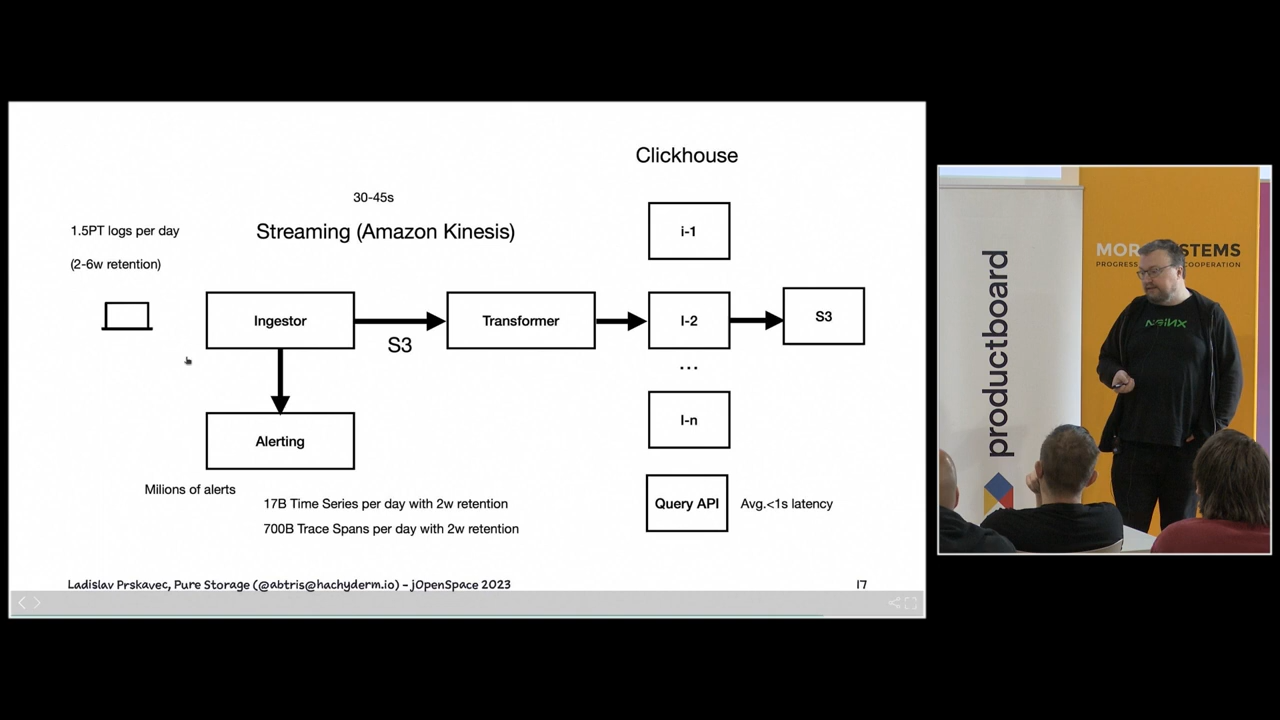 Clickhouse
30-45s
1.5PT logs per day
Streaming (Amazon Kinesis)
i-1
(2-6w retention)
Ingestor
Transformer
I-2
S3
S3
...
I-n
Alerting
Milions of alerts
17B Time Series per day with 2w retention
Query API
Avg.<1s latency
700B Trace Spans per day with 2w retention
Ladislav Prskavec, Pure Storage (@abtris@hachyderm.io) - jOpenSpace 2023
17
productboard
NGINX